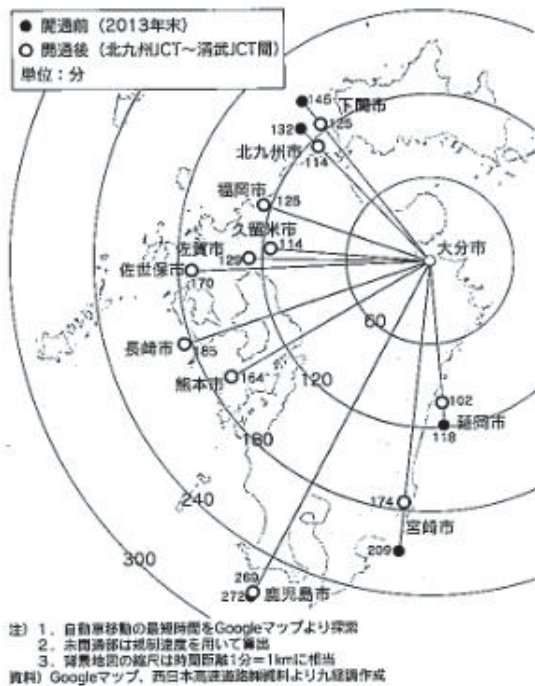 ● 開通前（2013年末）
○ 開通後（北九州JCT～清武JCT間）
単位：分
145
下関市
125
132
北九州市
114
福岡市
125
久留米市
114
佐賀市
129
大分市
佐世保市
170
60
長崎市
185
熊本市
164
120
102
延岡市
118
180
174
宮崎市
209
240
300
269
272
鹿児島市
注）1．自動車移動の最短時間をGoogleマップより探索
2．未開通部は規制速度を用いて算出
3．背景地図の縮尺は時間距離1分＝1kmに相当
資料）Googleマップ、西日本高速道路㈱資料より九経調作成